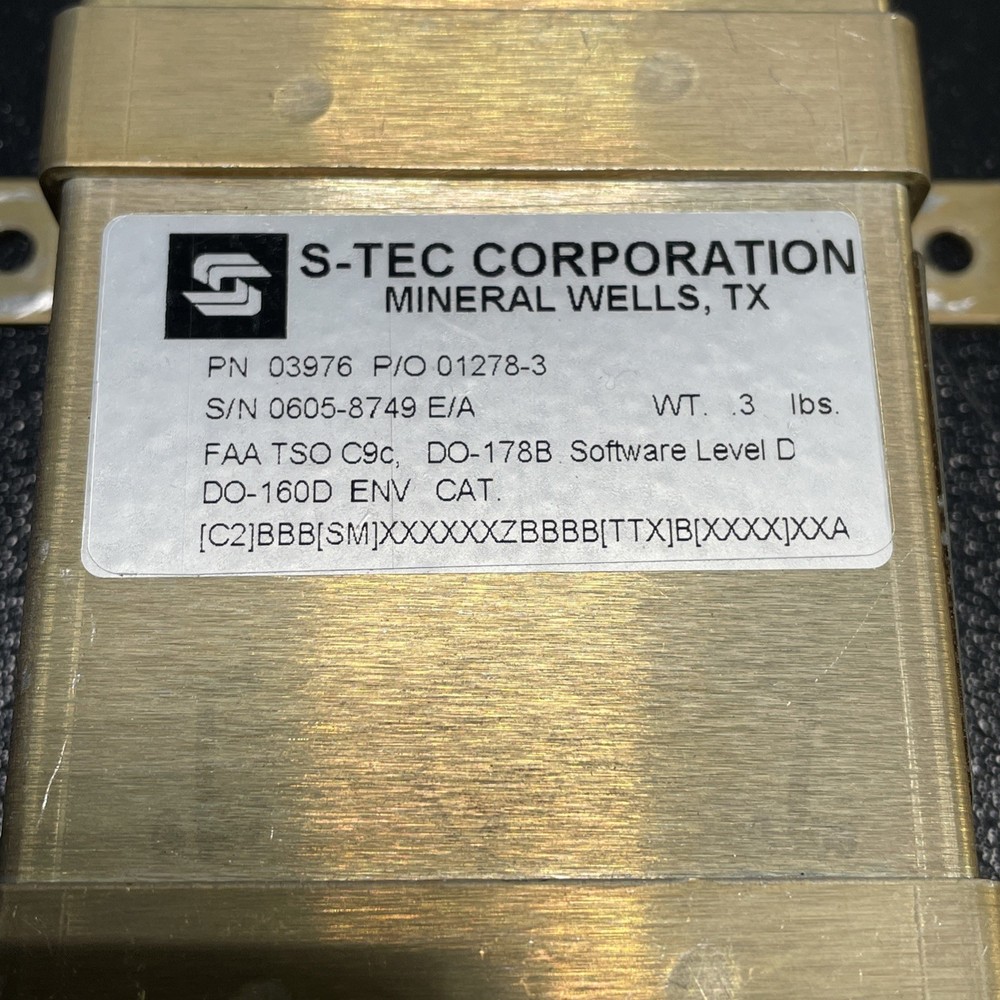 S-TEC CORPORATION
MINERAL WELLS, TX
PN 03976 P/O 01278-3
S/N 0605-8749 E/A WT. .3 lbs.
FAA TSO C9c, DO-178B Software Level D
DO-160D ENV CAT.
[C2]BBB[SM]XXXXXXZBBBB[TTX]B[XXXX]XXA